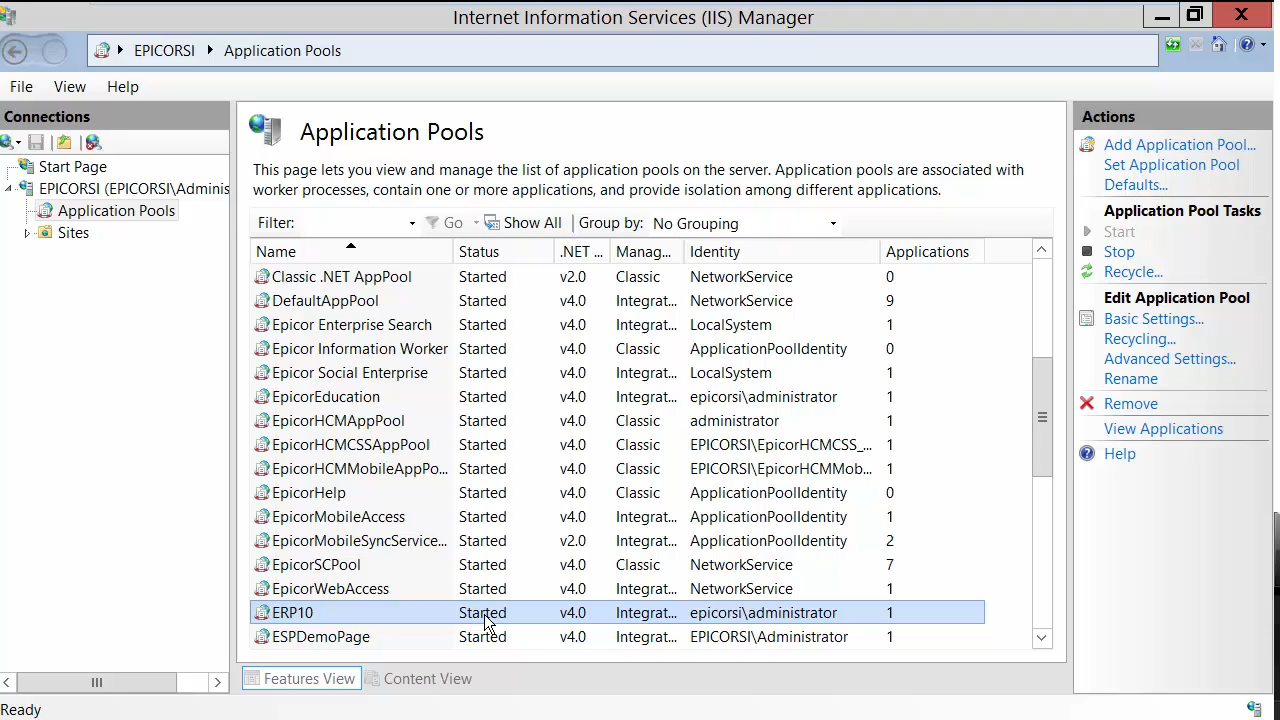 Internet Information Services (IIS) Manager
EPICORSI Application Pools
File View Help
Connections
Start Page
EPICORSI (EPICORSI\Adminis
Application Pools
Sites
Application Pools
This page lets you view and manage the list of application pools on the server. Application pools are associated with
worker processes, contain one or more applications, and provide isolation among different applications.
Filter: Go Show All Group by: No Grouping
Name Status .NET ... Manag... Identity Applications
Classic .NET AppPool Started v2.0 Classic NetworkService 0
DefaultAppPool Started v4.0 Integrat... NetworkService 9
Epicor Enterprise Search Started v4.0 Integrat... LocalSystem 1
Epicor Information Worker Started v4.0 Classic ApplicationPoolIdentity 0
Epicor Social Enterprise Started v4.0 Integrat... LocalSystem 1
EpicorEducation Started v4.0 Integrat... epicorsi\administrator 1
EpicorHCMAppPool Started v4.0 Classic administrator 1
EpicorHCMCSSAppPool Started v4.0 Classic EPICORSI\EpicorHCMCSS_... 1
EpicorHCMMobileAppPo... Started v4.0 Classic EPICORSI\EpicorHCMMob... 1
EpicorHelp Started v4.0 Classic ApplicationPoolIdentity 0
EpicorMobileAccess Started v4.0 Integrat... ApplicationPoolIdentity 1
EpicorMobileSyncService... Started v2.0 Integrat... ApplicationPoolIdentity 2
EpicorSCPool Started v4.0 Classic NetworkService 7
EpicorWebAccess Started v4.0 Integrat... NetworkService 1
ERP10 Started v4.0 Integrat... epicorsi\administrator 1
ESPDemoPage Started v4.0 Integrat... EPICORSI\Administrator 1
Features View Content View
Actions
Add Application Pool...
Set Application Pool
Defaults...
Application Pool Tasks
Start
Stop
Recycle...
Edit Application Pool
Basic Settings...
Recycling...
Advanced Settings...
Rename
Remove
View Applications
Help
Ready